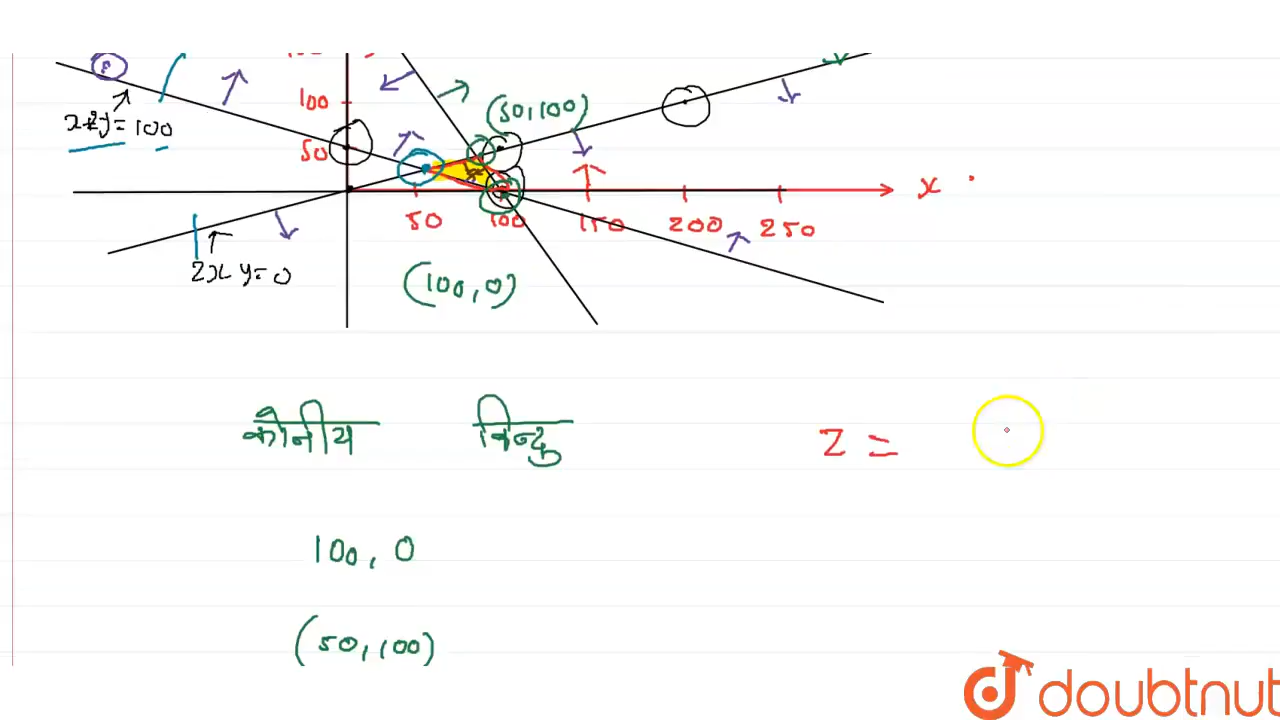 100
x+2y=100
50
(50,100)
50 100 150 200 250 x
2x-y=0
(100,0)
कोनीय बिन्दु Z =
100, 0
(50,100)
doubtnut